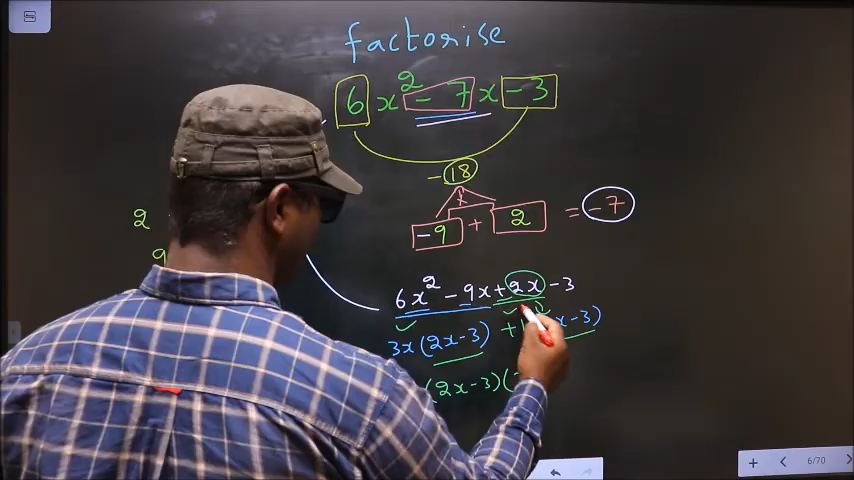 factorise
6x² - 7x - 3
- 18
2
x
- 9 + 2 = - 7
9
6x² - 9x + 2x - 3
3x(2x-3) + x-3)
(2x-3)(
6/70